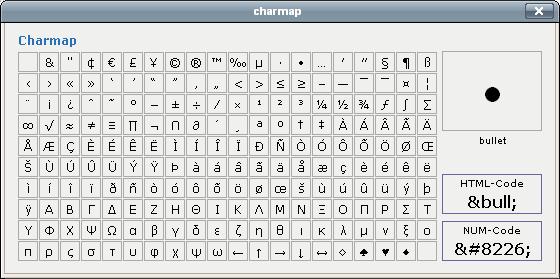 charmap
Charmap
& " ¢ € £ ¥ © ® ™ ‰ µ · • … ′ ″ § ¶ ß
‹ › « » ‘ ’ “ ” ‚ „ < > ≤ ≥ – — ¯ ‾ ¤ ¦
¨ ¡ ¿ ˆ ˜ ° − ± ÷ ⁄ × ¹ ² ³ ¼ ½ ¾ ƒ ∫ ∑
∞ √ ≈ ≠ ≡ ∏ ¬ ∩ ∂ ´ ¸ ª º † ‡ À Á Â Ã Ä
Å Æ Ç È É Ê Ë Ì Í Î Ï Ð Ñ Ò Ó Ô Õ Ö Ø Œ
Š Ù Ú Û Ü Ý Ÿ Þ à á â ã ä å æ ç è é ê ë
ì í î ï ð ñ ò ó ô õ ö ø œ š ù ú û ü ý þ
ÿ Α Β Γ Δ Ε Ζ Η Θ Ι Κ Λ Μ Ν Ξ Ο Π Ρ Σ Τ
Υ Φ Χ Ψ Ω α β γ δ ε ζ η θ ι κ λ μ ν ξ ο
π ρ ς σ τ υ φ χ ψ ω ← ↑ → ↓ ↔ ◊ ♠ ♣ ♥ ♦
●
bullet
HTML-Code
&bull;
NUM-Code
&#8226;